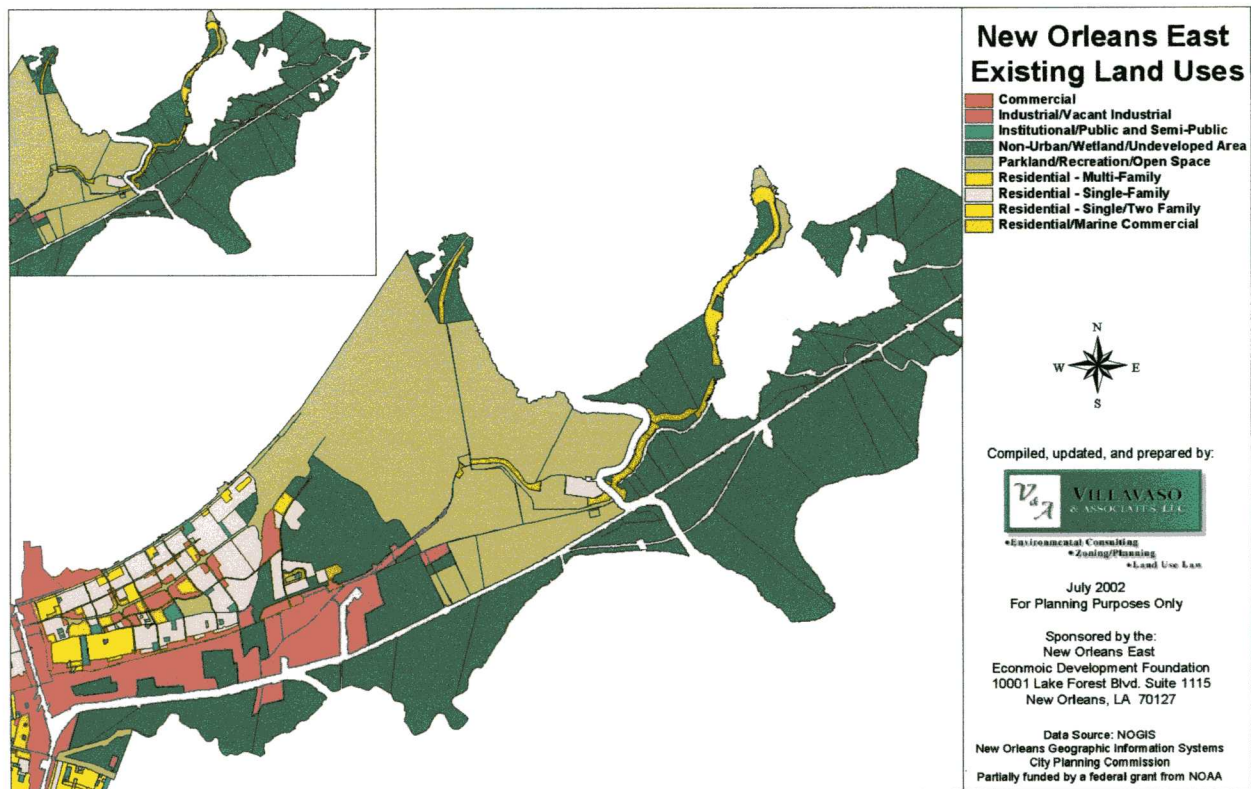 New Orleans East
Existing Land Uses
Commercial
Industrial/Vacant Industrial
Institutional/Public and Semi-Public
Non-Urban/Wetland/Undeveloped Area
Parkland/Recreation/Open Space
Residential - Multi-Family
Residential - Single-Family
Residential - Single/Two Family
Residential/Marine Commercial
N
W E
S
Compiled, updated, and prepared by:
V & A
VILLAVASO
& ASSOCIATES, LLC
•Environmental Consulting
•Zoning/Planning
•Land Use Law
July 2002
For Planning Purposes Only
Sponsored by the:
New Orleans East
Econmoic Development Foundation
10001 Lake Forest Blvd. Suite 1115
New Orleans, LA 70127
Data Source: NOGIS
New Orleans Geographic Information Systems
City Planning Commission
Partially funded by a federal grant from NOAA